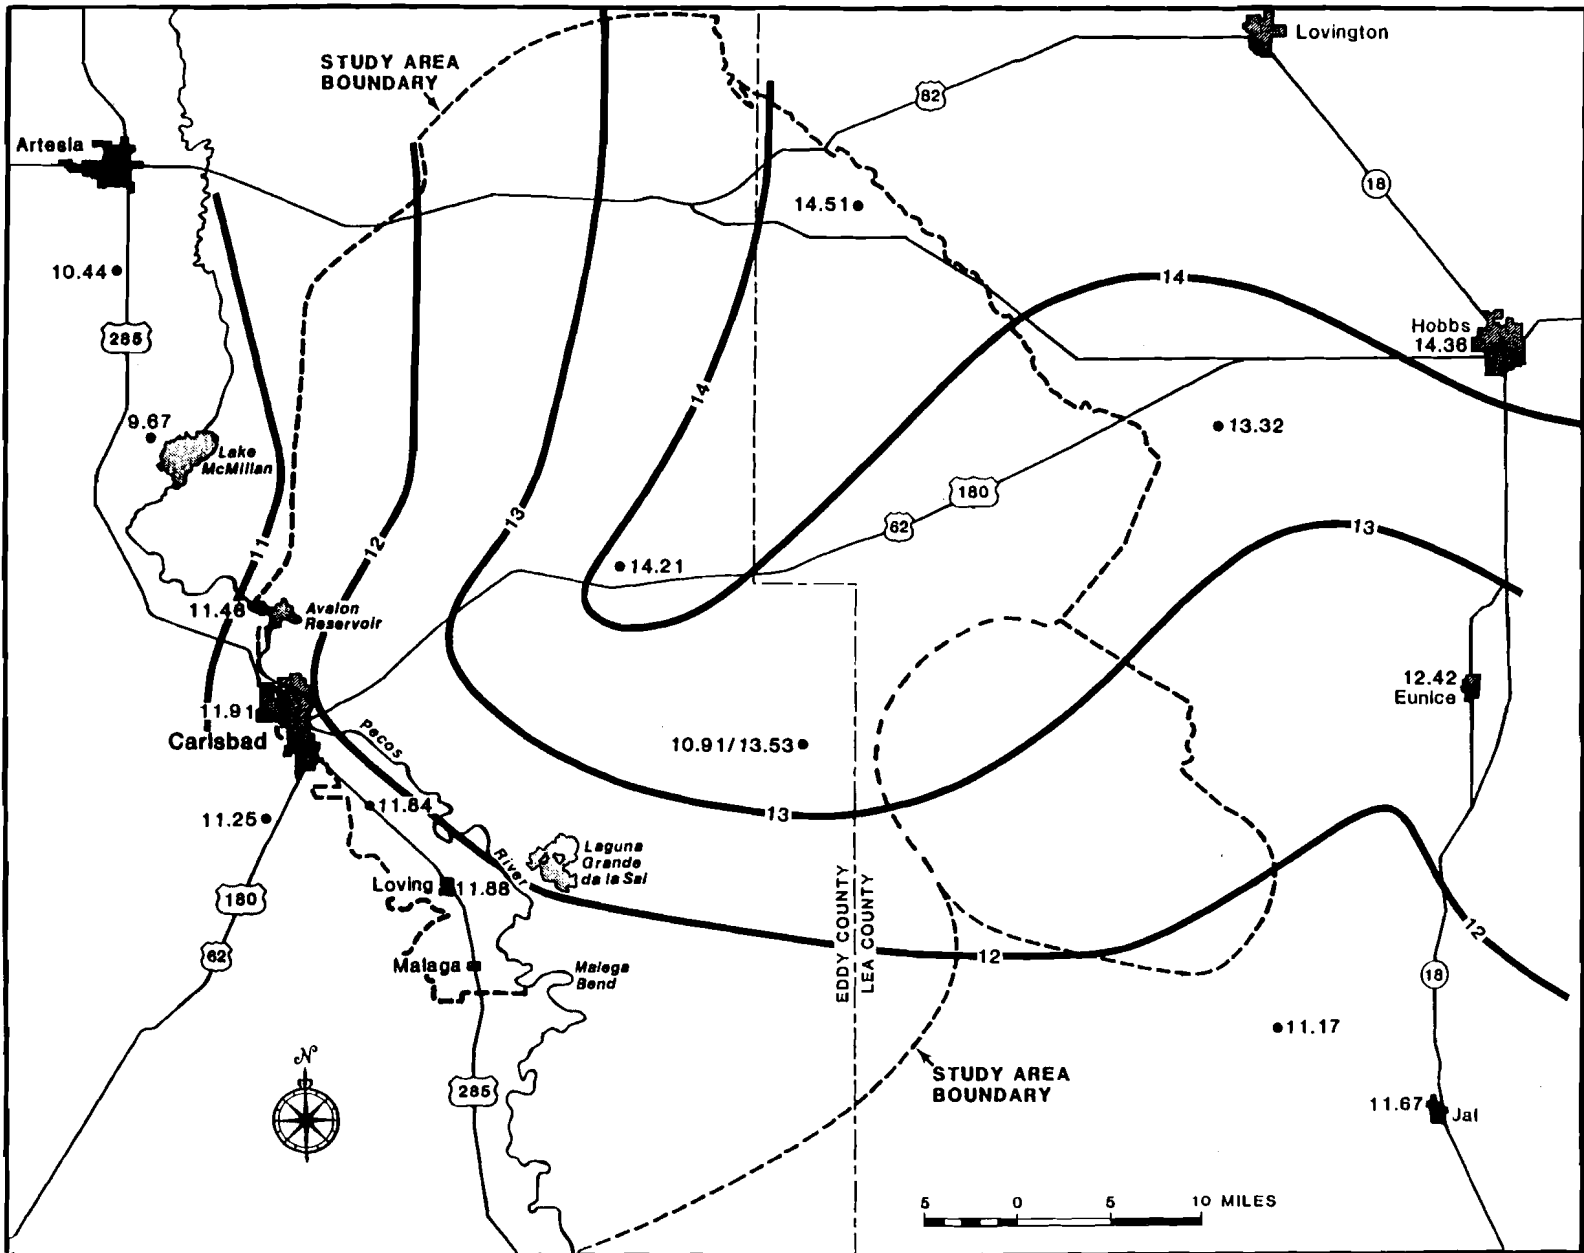 Lovington
STUDY AREA
BOUNDARY
82
Artesia
18
14.51
10.44
14
285
Hobbs
14.36
14
9.67
13.32
Lake
McMillan
180
13
62
13
12
11
14.21
11.46
Avalon
Reservoir
12.42
Eunice
11.91
Carlsbad
Pecos
10.91/13.53
11.84
13
11.25
River
Laguna
Grande
da la Sal
Loving
11.88
180
EDDY COUNTY
LEA COUNTY
12
12
62
Malaga
Malega
Bend
18
11.17
N
STUDY AREA
BOUNDARY
285
11.67
Jal
5 0 5 10 MILES